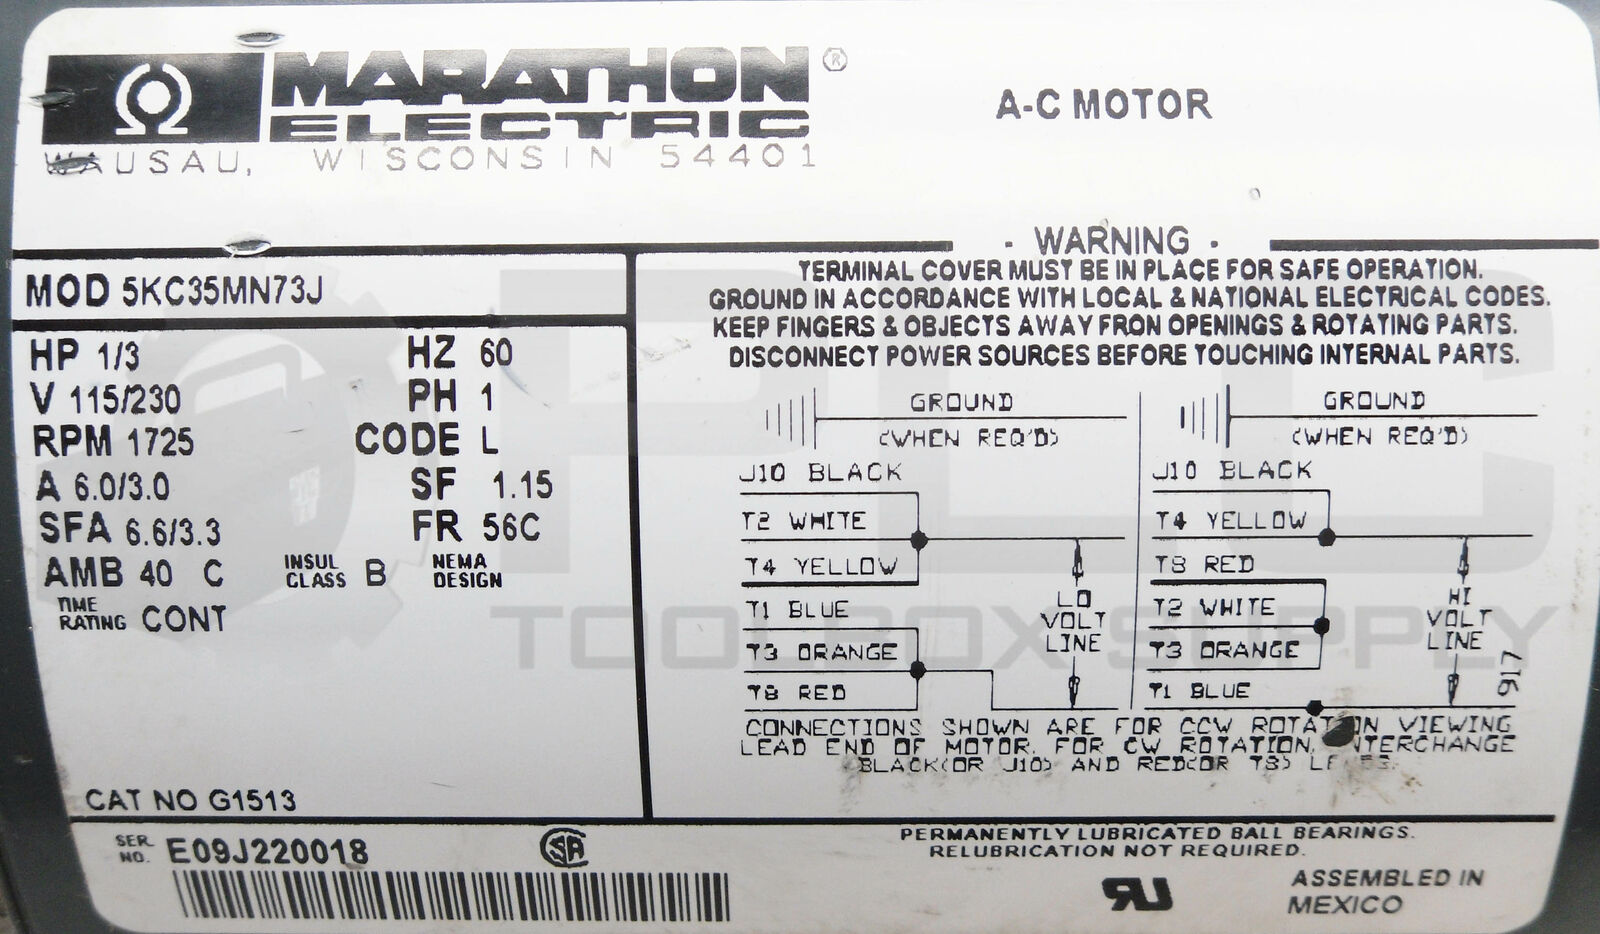 MARATHON®
ELECTRIC
WAUSAU, WISCONSIN 54401
A-C MOTOR
MOD 5KC35MN73J
HP 1/3 HZ 60
V 115/230 PH 1
RPM 1725 CODE L
A 6.0/3.0 SF 1.15
SFA 6.6/3.3 FR 56C
AMB 40 C INSUL CLASS B NEMA DESIGN
TIME RATING CONT
CAT NO G1513
- WARNING -
TERMINAL COVER MUST BE IN PLACE FOR SAFE OPERATION.
GROUND IN ACCORDANCE WITH LOCAL & NATIONAL ELECTRICAL CODES.
KEEP FINGERS & OBJECTS AWAY FRON OPENINGS & ROTATING PARTS.
DISCONNECT POWER SOURCES BEFORE TOUCHING INTERNAL PARTS.
GROUND
(WHEN REQ'D)
J10 BLACK
T2 WHITE
T4 YELLOW
T1 BLUE
T3 ORANGE
T8 RED
LO
VOLT
LINE
GROUND
(WHEN REQ'D)
J10 BLACK
T4 YELLOW
T8 RED
T2 WHITE
T3 ORANGE
T1 BLUE
HI
VOLT
LINE
917
CONNECTIONS SHOWN ARE FOR CCW VIEWING
LEAD END OF MOTOR. FOR CW ROTATION,
BLACK(OR J10) AND RED(OR T8)
SER. NO. E09J220018
SA
PERMANENTLY LUBRICATED BALL BEARINGS.
RELUBRICATION NOT REQUIRED.
RU
ASSEMBLED IN
MEXICO
PLC
TOOLBOX SUPPLY